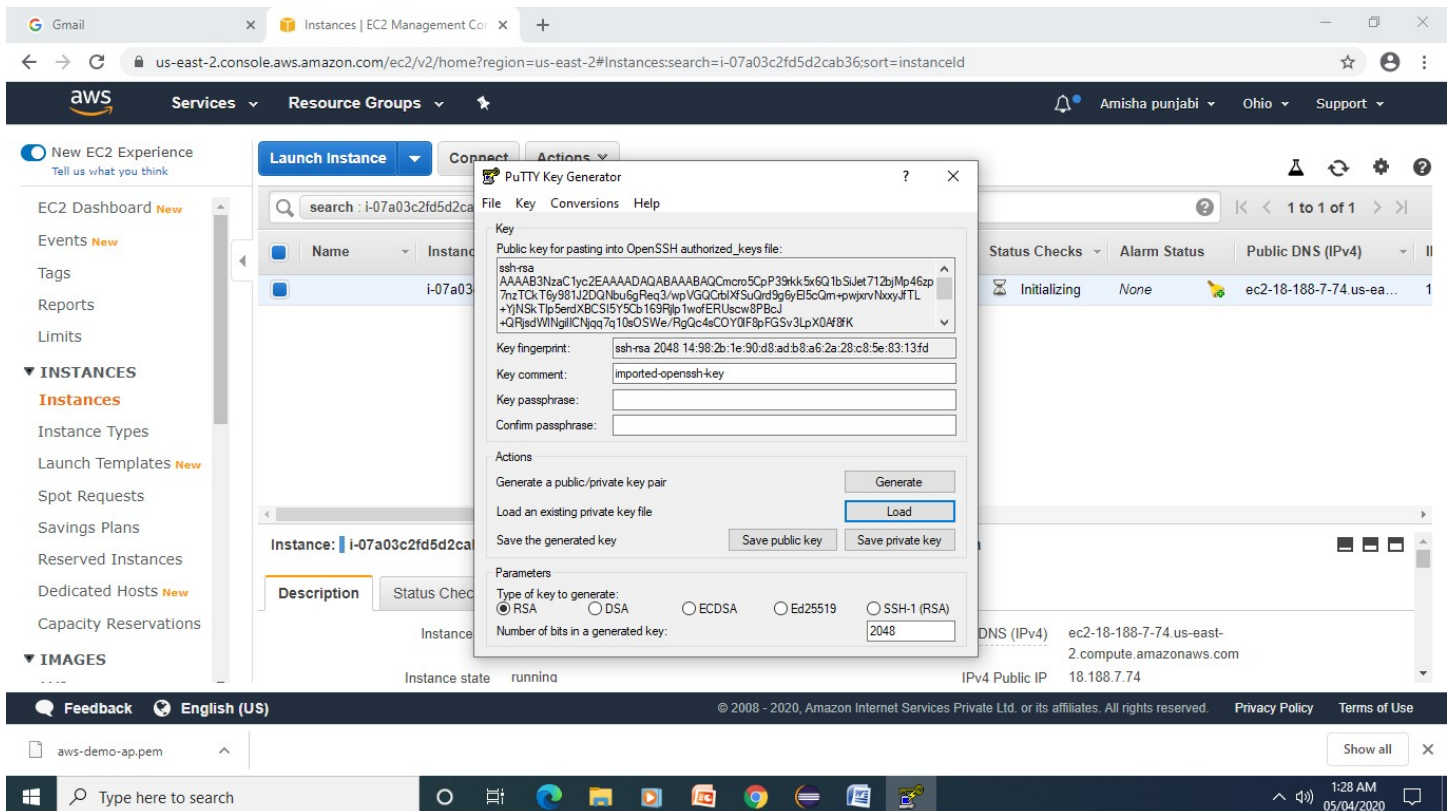 Gmail
Instances | EC2 Management Con
us-east-2.console.aws.amazon.com/ec2/v2/home?region=us-east-2#Instances:search=i-07a03c2fd5d2cab36;sort=instanceId
aws Services Resource Groups Amisha punjabi Ohio Support
New EC2 Experience
Tell us what you think
EC2 Dashboard New
Events New
Tags
Reports
Limits
INSTANCES
Instances
Instance Types
Launch Templates New
Spot Requests
Savings Plans
Reserved Instances
Dedicated Hosts New
Capacity Reservations
IMAGES
Launch Instance Connect Actions
search : i-07a03c2fd5d2ca
1 to 1 of 1
Name Instanc Status Checks Alarm Status Public DNS (IPv4)
i-07a03 Initializing None ec2-18-188-7-74.us-ea... 1
PuTTY Key Generator
File Key Conversions Help
Key
Public key for pasting into OpenSSH authorized_keys file:
ssh-rsa
Key fingerprint: ssh-rsa 2048 14:98:2b:1e:90:d8:ad:b8:a6:2a:28:c8:5e:83:13:fd
Key comment: imported-openssh-key
Key passphrase:
Confirm passphrase:
Actions
Generate a public/private key pair Generate
Load an existing private key file Load
Save the generated key Save public key Save private key
Parameters
Type of key to generate:
RSA DSA ECDSA Ed25519 SSH-1 (RSA)
Number of bits in a generated key: 2048
Instance: i-07a03c2fd5d2cal
Description Status Chec
Instance DNS (IPv4) ec2-18-188-7-74.us-east-
2.compute.amazonaws.com
Instance state running IPv4 Public IP 18.188.7.74
Feedback English (US) © 2008 - 2020, Amazon Internet Services Private Ltd. or its affiliates. All rights reserved. Privacy Policy Terms of Use
aws-demo-ap.pem Show all
Type here to search 1:28 AM
05/04/2020